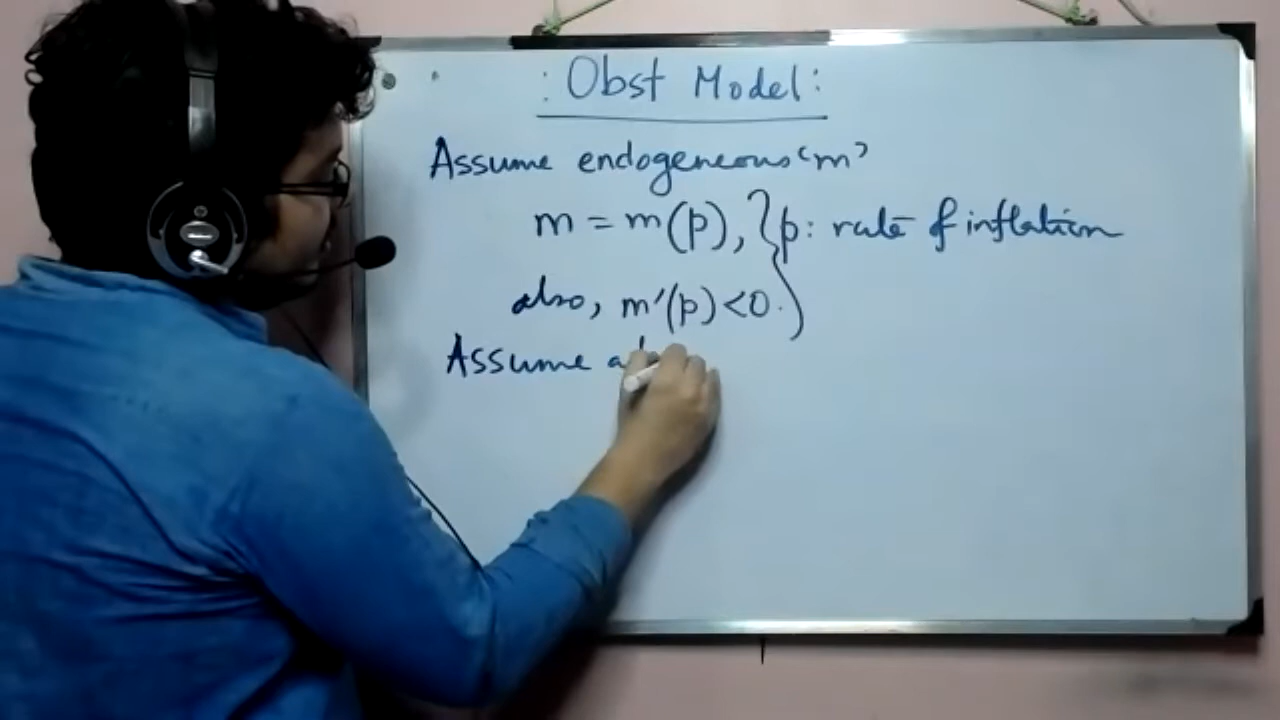 : Obst Model :
Assume endogeneous 'm'
m = m(p), } p : rate of inflation
also, m'(p) < 0.
Assume